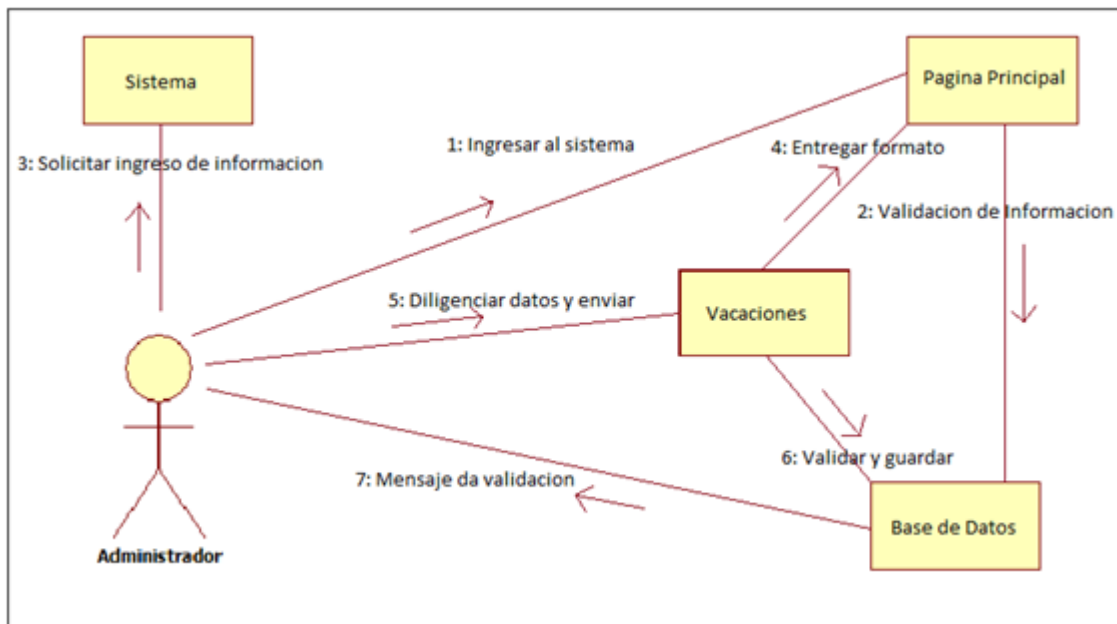 Sistema
Pagina Principal
1: Ingresar al sistema
4: Entregar formato
3: Solicitar ingreso de informacion
2: Validacion de Informacion
5: Diligenciar datos y enviar
Vacaciones
6: Validar y guardar
7: Mensaje da validacion
Base de Datos
Administrador